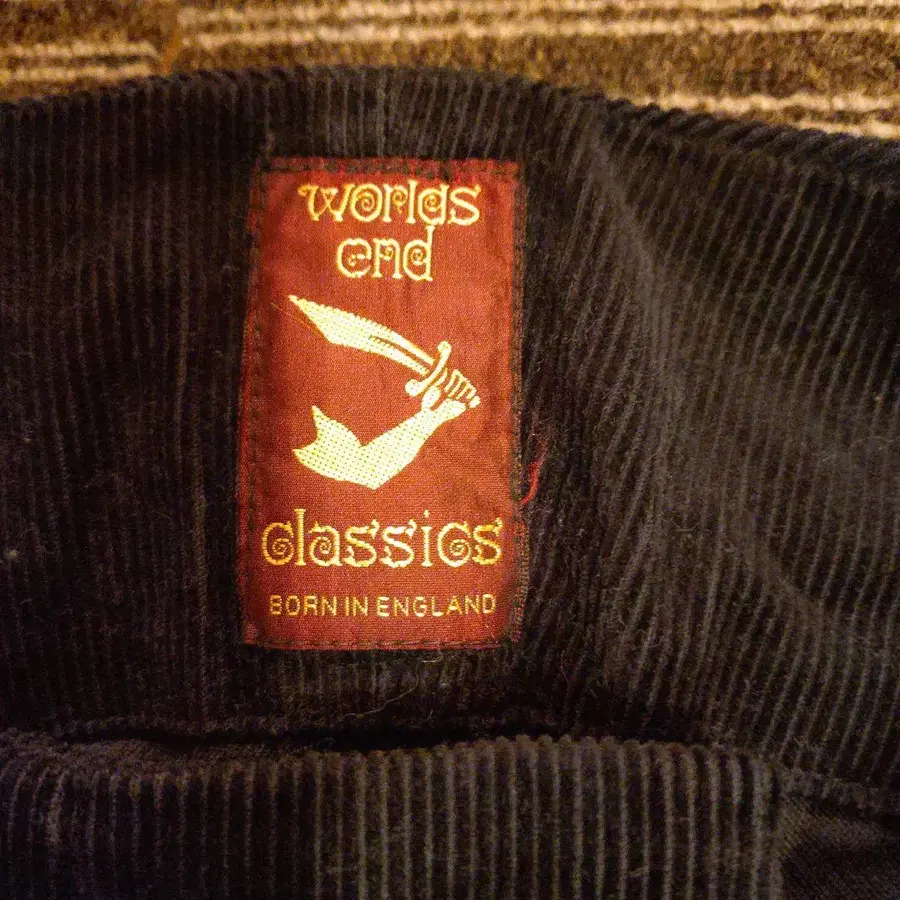 worlds
end
classics
BORN IN ENGLAND